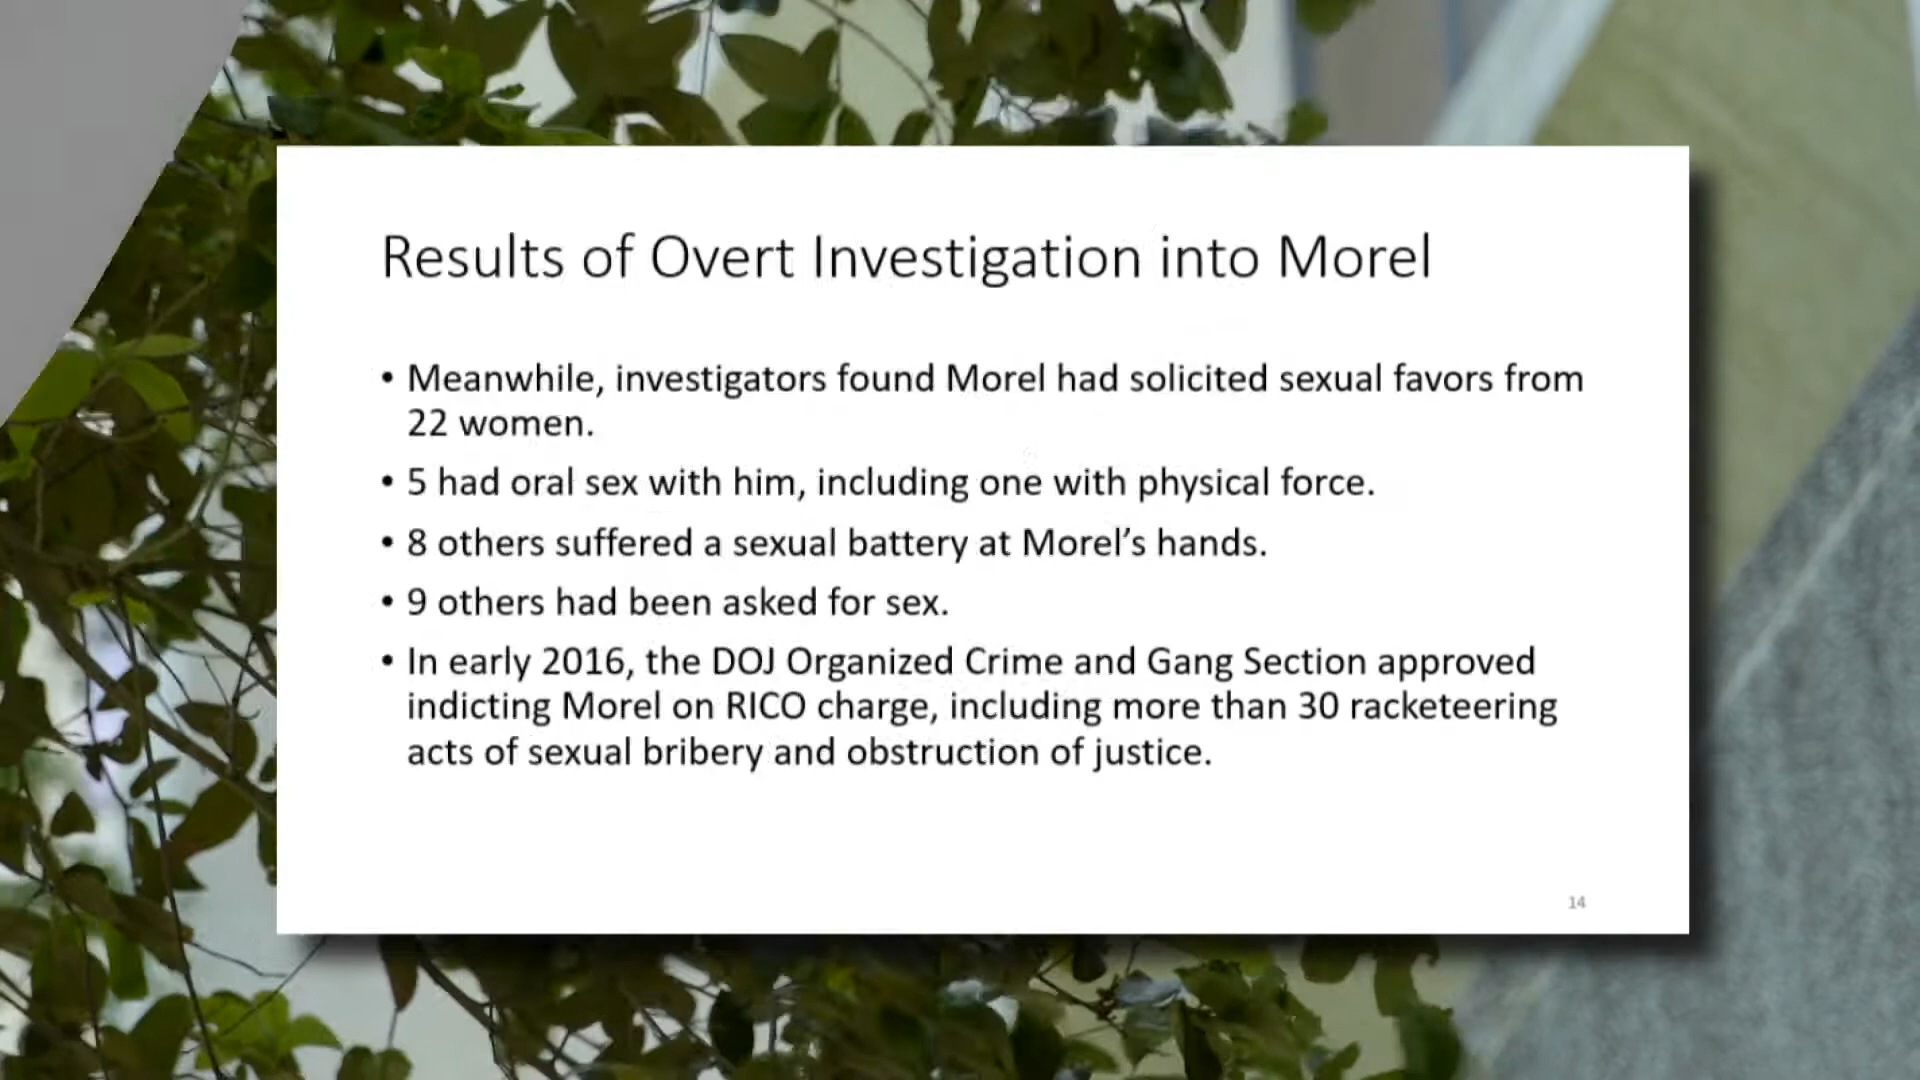 Results of Overt Investigation into Morel
• Meanwhile, investigators found Morel had solicited sexual favors from
22 women.
• 5 had oral sex with him, including one with physical force.
• 8 others suffered a sexual battery at Morel’s hands.
• 9 others had been asked for sex.
• In early 2016, the DOJ Organized Crime and Gang Section approved
indicting Morel on RICO charge, including more than 30 racketeering
acts of sexual bribery and obstruction of justice.
14